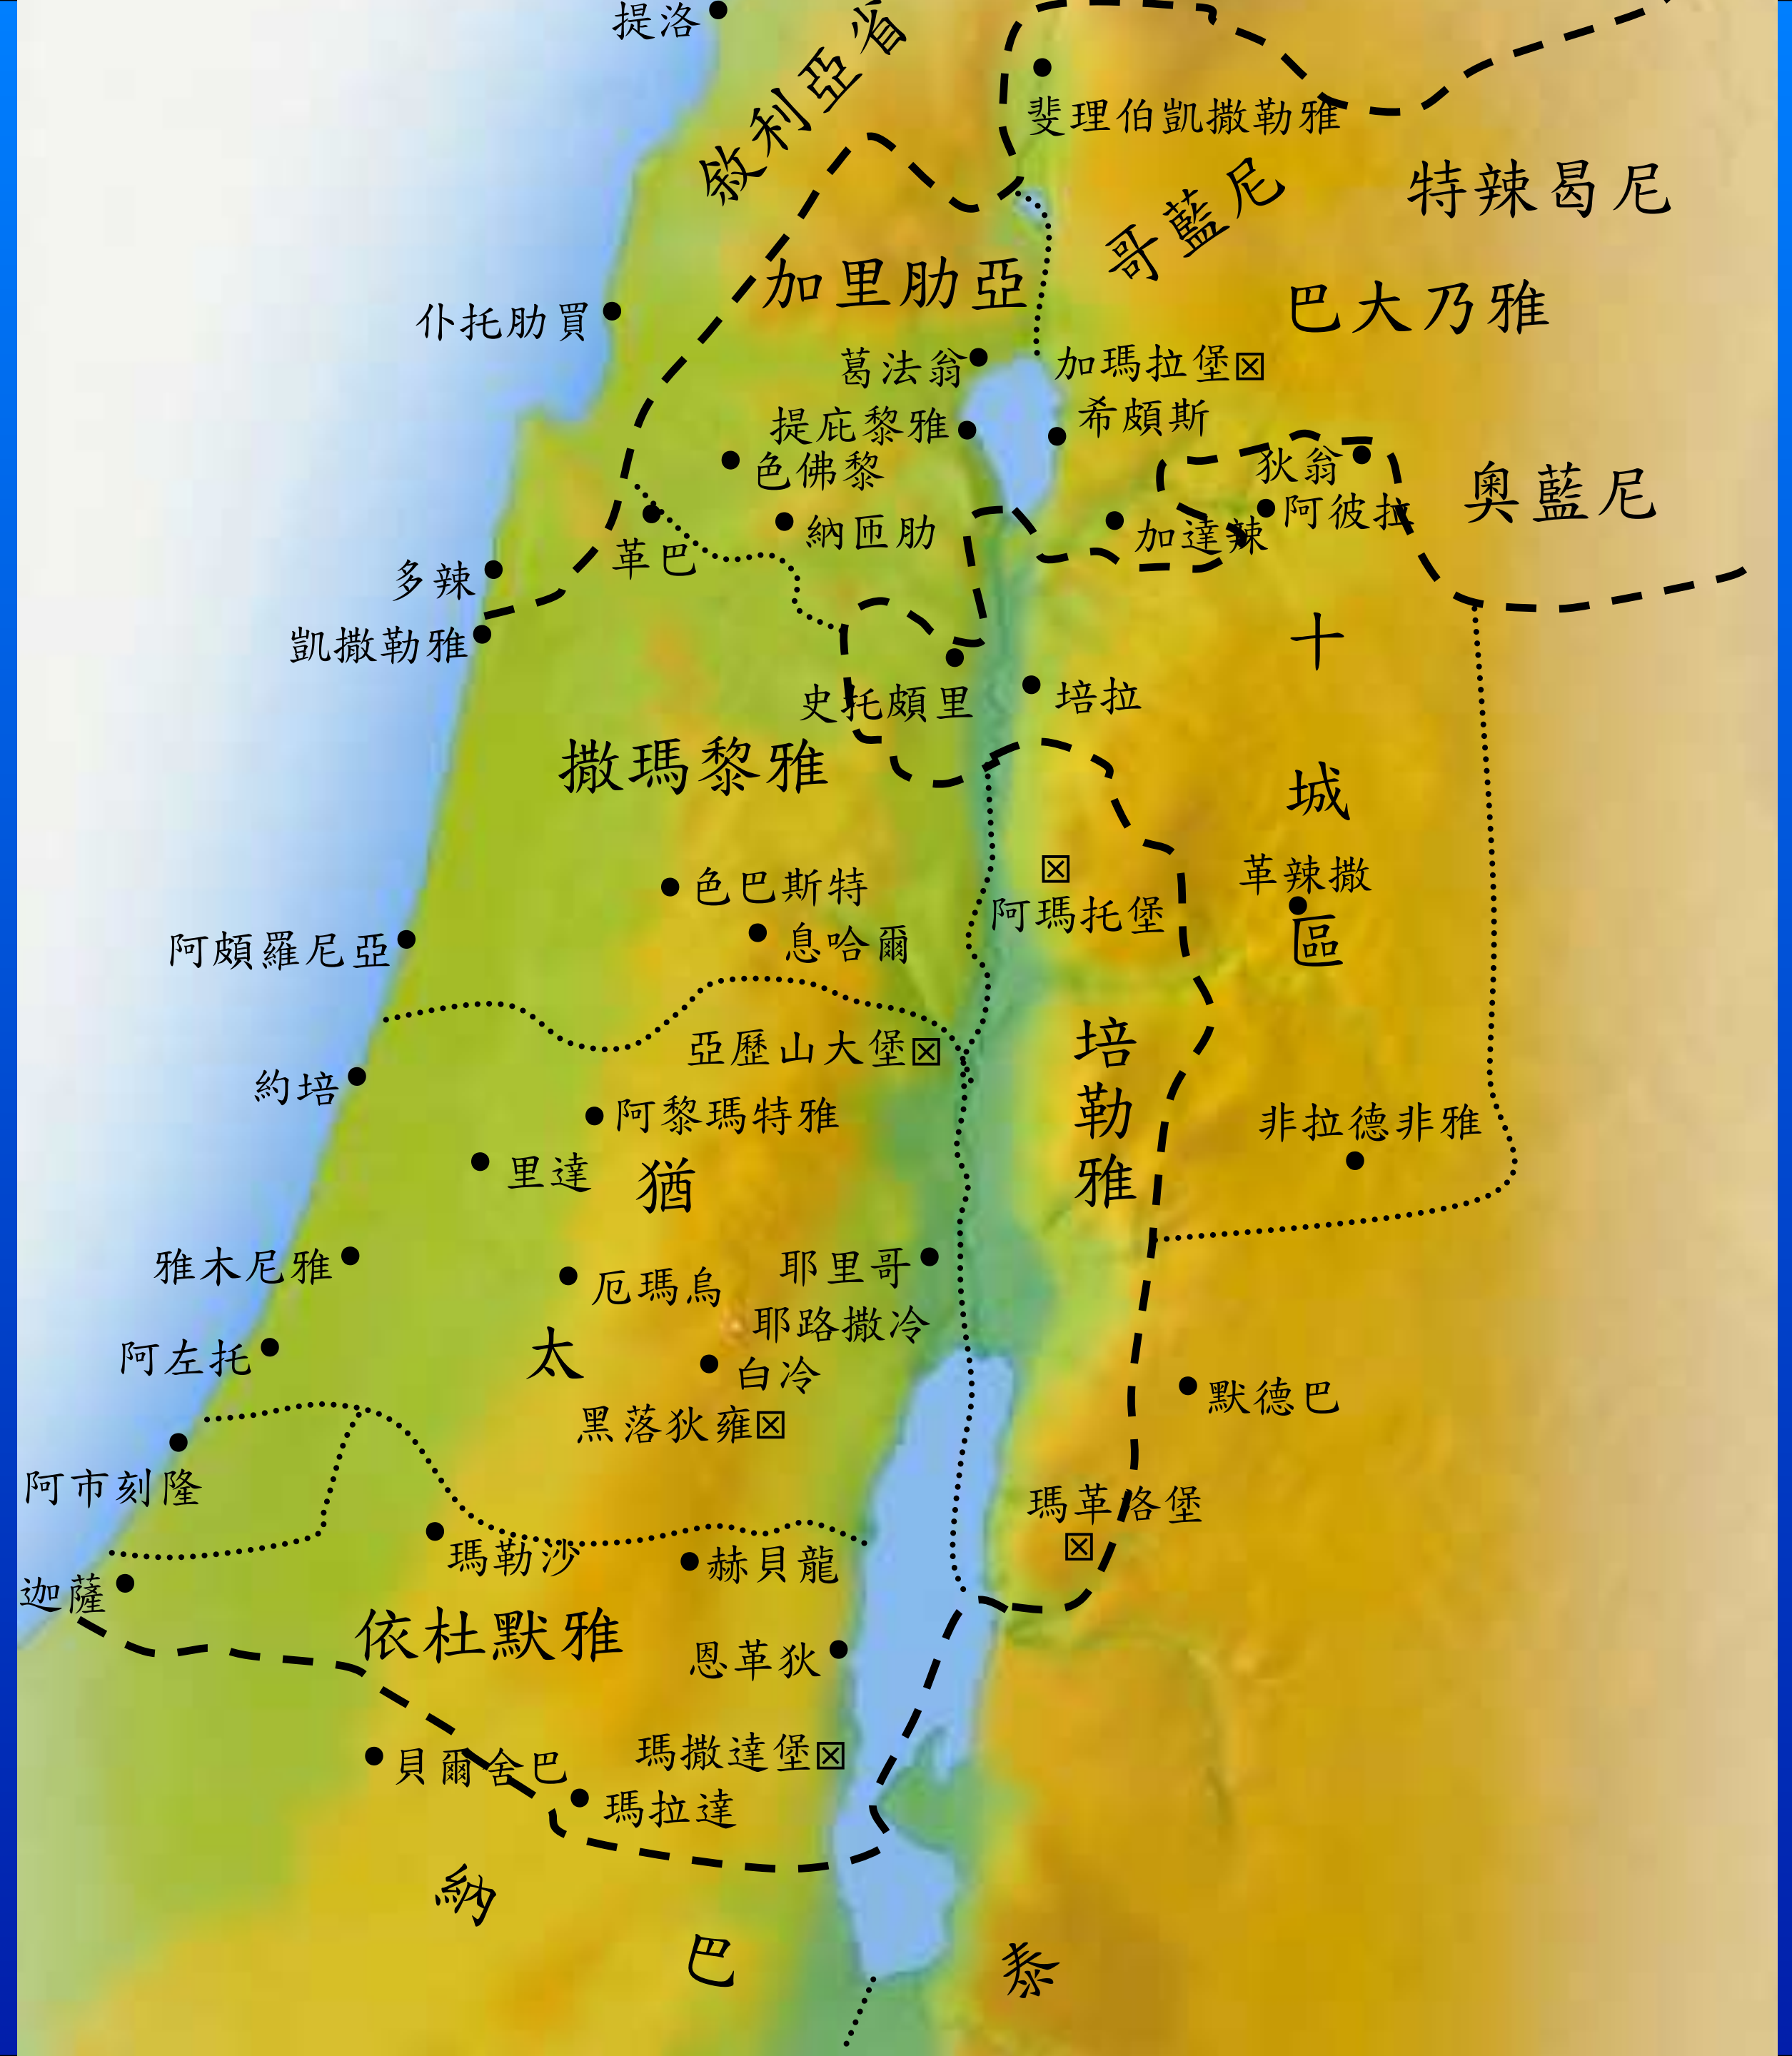 提洛
敘利亞省
斐理伯凱撒勒雅
特辣曷尼
哥藍尼
加里肋亞
巴大乃雅
仆托肋買
葛法翁
加瑪拉堡
提庇黎雅
希頗斯
色佛黎
狄翁
奧藍尼
阿彼拉
納匝肋
加達辣
革巴
多辣
凱撒勒雅
十城區
史托頗里
培拉
撒瑪黎雅
色巴斯特
革辣撒
阿瑪托堡
息哈爾
阿頗羅尼亞
亞歷山大堡
培勒雅
約培
阿黎瑪特雅
非拉德非雅
里達
猶太
雅木尼雅
厄瑪烏
耶里哥
耶路撒冷
阿左托
白冷
默德巴
黑落狄雍
阿市刻隆
瑪革洛堡
瑪勒沙
赫貝龍
迦薩
依杜默雅
恩革狄
瑪撒達堡
貝爾舍巴
瑪拉達
納巴泰